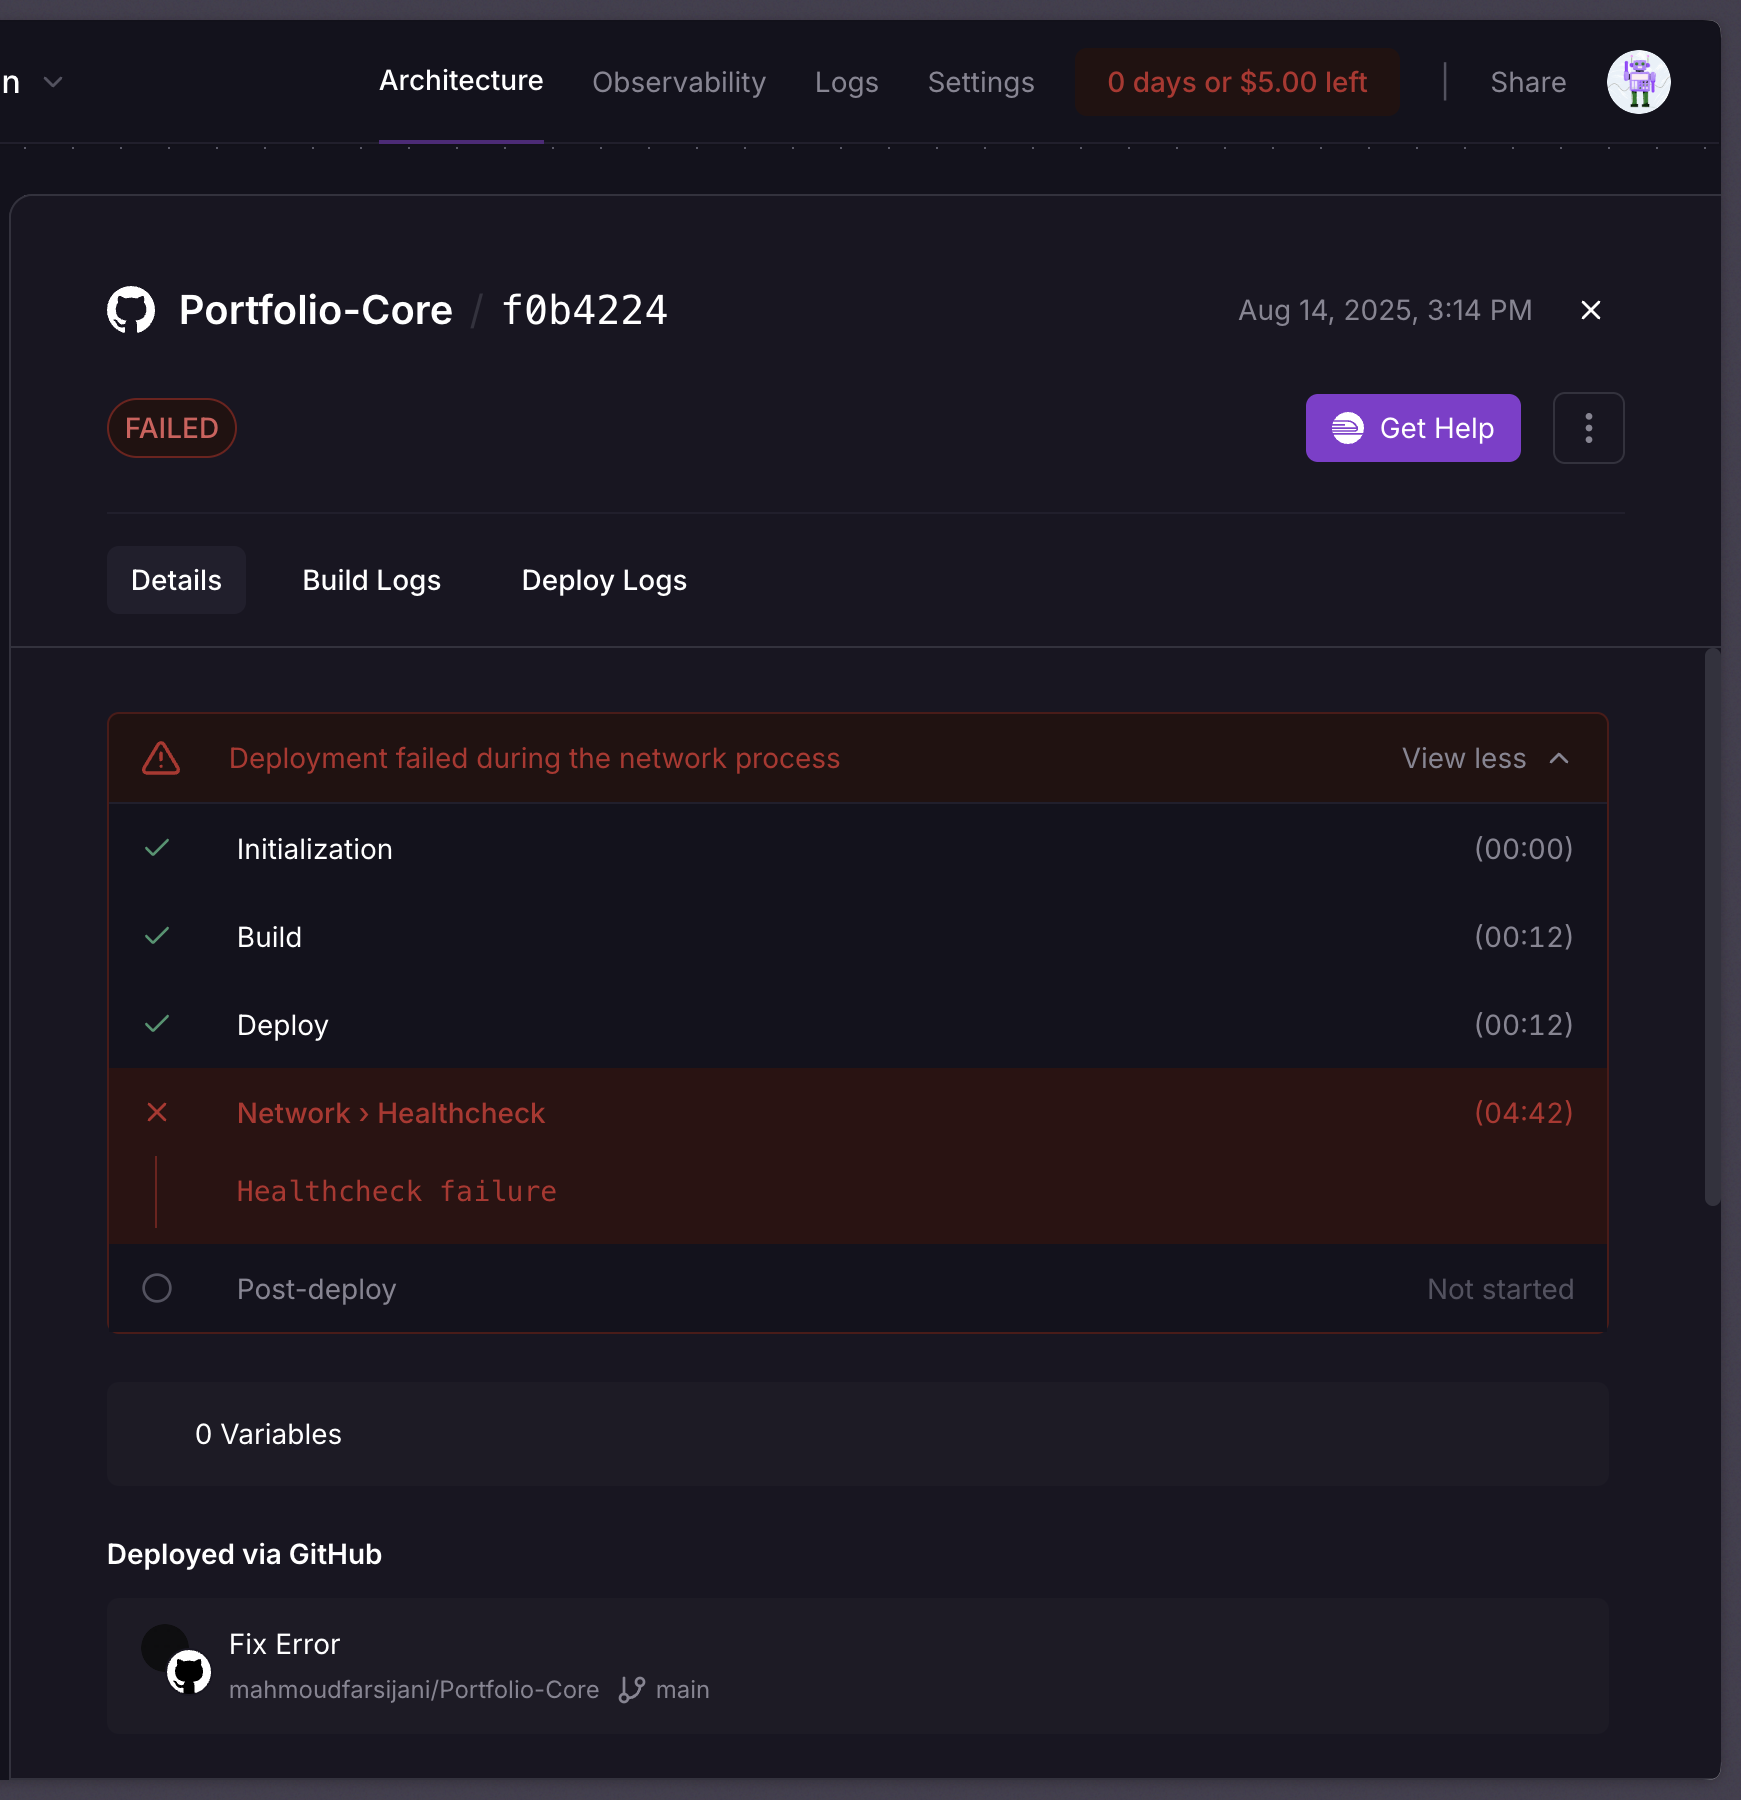 n
Architecture Observability Logs Settings 0 days or $5.00 left Share
Portfolio-Core / f0b4224 Aug 14, 2025, 3:14 PM
FAILED Get Help
Details Build Logs Deploy Logs
Deployment failed during the network process View less
Initialization (00:00)
Build (00:12)
Deploy (00:12)
Network › Healthcheck (04:42)
Healthcheck failure
Post-deploy Not started
0 Variables
Deployed via GitHub
Fix Error
mahmoudfarsijani/Portfolio-Core main